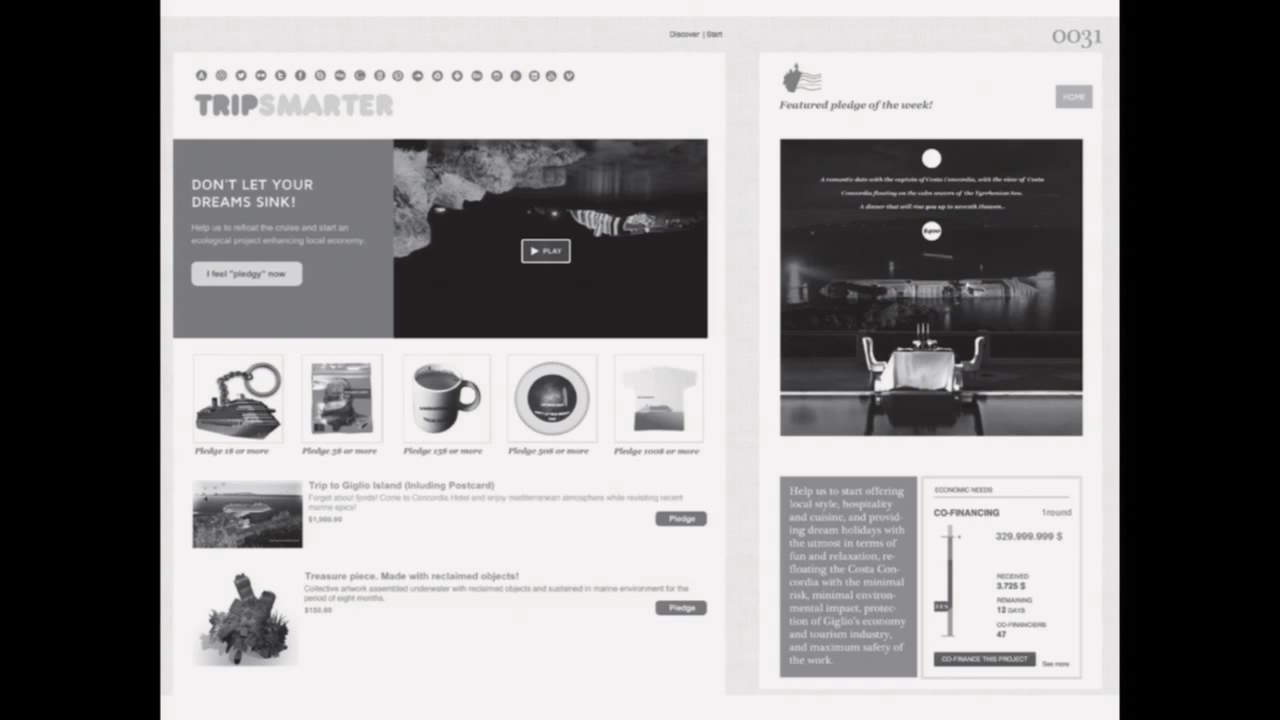 Discover | Start
0031
TRIPSMARTER
Featured pledge of the week!
HOME
DON'T LET YOUR
DREAMS SINK!
Help us to refloat the cruise and start an
ecological project enhancing local economy.
I feel "pledgy" now
PLAY
A romantic date with the captain of Costa Concordia, with the view of Costa
Concordia floating on the calm waters of the Tyrrhenian Sea.
A dinner that will rise you up to seventh Heaven...
$400
Pledge 1$ or more
Pledge 5$ or more
Pledge 15$ or more
Pledge 50$ or more
Pledge 100$ or more
Trip to Giglio Island (Inluding Postcard)
Forget about fjords! Come to Concordia Hotel and enjoy mediterranean atmosphere while revisiting recent
marine epics!
Pledge
Treasure piece. Made with reclaimed objects!
Collective artwork assembled underwater with reclaimed objects and sustained in marine environment for the
period of eight months.
$150.00
Pledge
Help us to start offering
local style, hospitality
and cuisine, and provid-
ing dream holidays with
the utmost in terms of
fun and relaxation, re-
floating the Costa Con-
cordia with the minimal
risk, minimal environ-
mental impact, protec-
tion of Giglio's economy
and tourism industry,
and maximum safety of
the work.
ECONOMIC NEEDS
CO-FINANCING 1round
329.999.999 $
RECEIVED
3.725 $
REMAINING
12 DAYS
CO-FINANCIERS
47
CO-FINANCE THIS PROJECT
See more